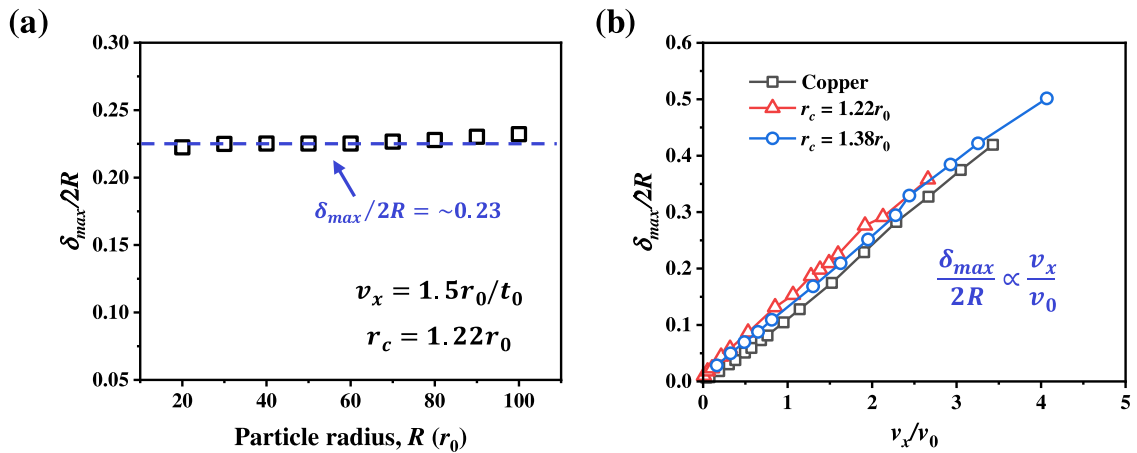 (a)
0.30
0.25
0.20
0.15
0.10
0.05
δmax/2R
δmax/2R = ~0.23
vx = 1.5r0/t0
rc = 1.22r0
20 40 60 80 100
Particle radius, R (r0)
(b)
0.6
0.5
0.4
0.3
0.2
0.1
0.0
δmax/2R
Copper
rc = 1.22r0
rc = 1.38r0
δmax/2R ∝ vx/v0
0 1 2 3 4 5
vx/v0